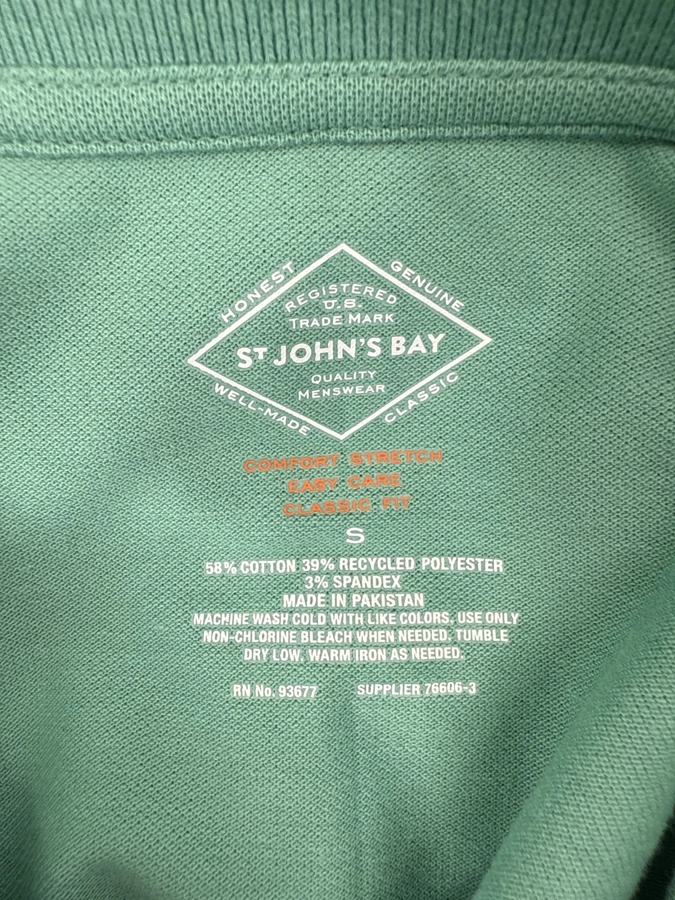 HONEST
GENUINE
REGISTERED
U.S.
TRADE MARK
ST JOHN'S BAY
QUALITY
MENSWEAR
WELL-MADE
CLASSIC
COMFORT STRETCH
EASY CARE
CLASSIC FIT
S
58% COTTON 39% RECYCLED POLYESTER
3% SPANDEX
MADE IN PAKISTAN
MACHINE WASH COLD WITH LIKE COLORS. USE ONLY
NON-CHLORINE BLEACH WHEN NEEDED. TUMBLE
DRY LOW. WARM IRON AS NEEDED.
RN No. 93677 SUPPLIER 76606-3